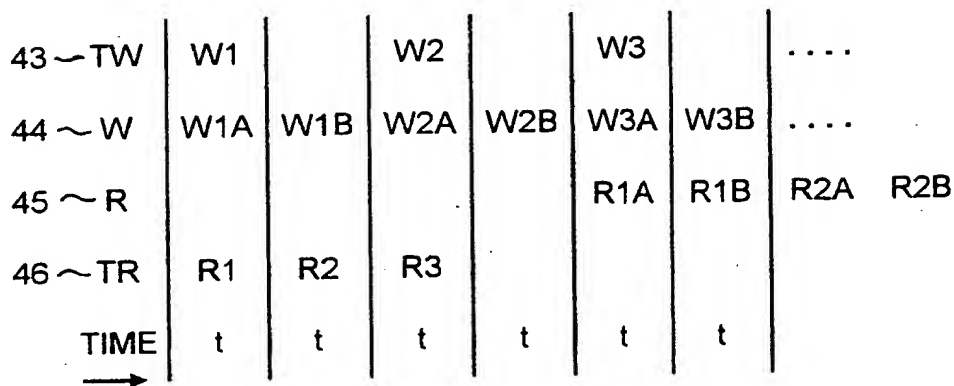 43 ~ TW W1 W2 W3 ....
44 ~ W W1A W1B W2A W2B W3A W3B ....
45 ~ R R1A R1B R2A R2B
46 ~ TR R1 R2 R3
TIME t t t t t t